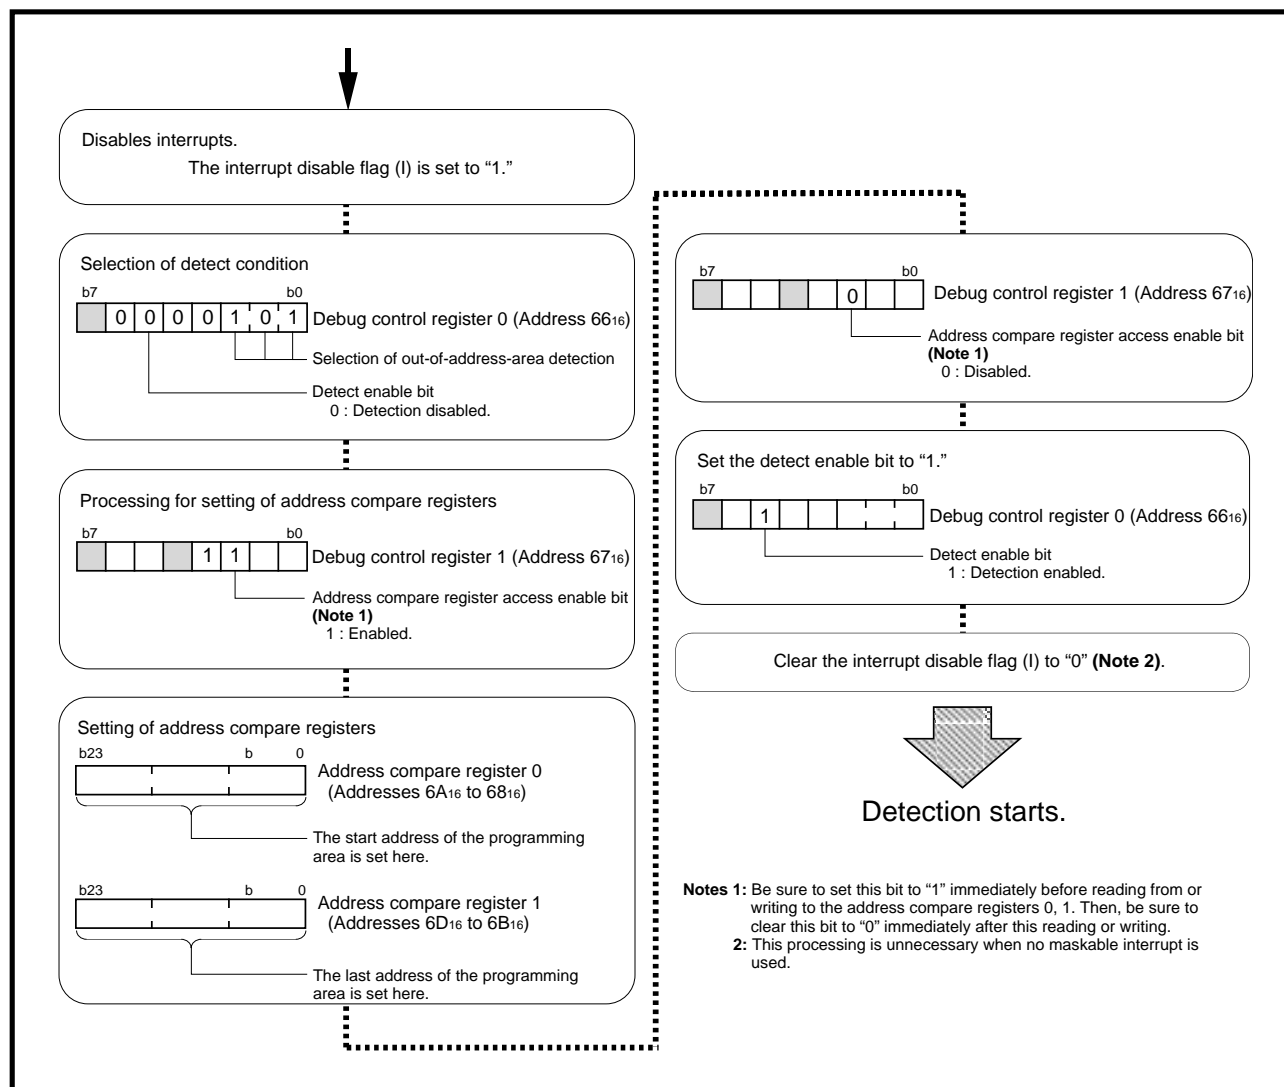 Disables interrupts.
The interrupt disable flag (I) is set to “1.”
Selection of detect condition
b7 b0
0 0 0 0 1 0 1 Debug control register 0 (Address 66₁₆)
Selection of out-of-address-area detection
Detect enable bit
0 : Detection disabled.
Processing for setting of address compare registers
b7 b0
1 1 Debug control register 1 (Address 67₁₆)
Address compare register access enable bit
(Note 1)
1 : Enabled.
Setting of address compare registers
b23 b 0
Address compare register 0
(Addresses 6A₁₆ to 68₁₆)
The start address of the programming
area is set here.
b23 b 0
Address compare register 1
(Addresses 6D₁₆ to 6B₁₆)
The last address of the programming
area is set here.
b7 b0
0 Debug control register 1 (Address 67₁₆)
Address compare register access enable bit
(Note 1)
0 : Disabled.
Set the detect enable bit to “1.”
b7 b0
1 Debug control register 0 (Address 66₁₆)
Detect enable bit
1 : Detection enabled.
Clear the interrupt disable flag (I) to “0” (Note 2).
Detection starts.
Notes 1: Be sure to set this bit to “1” immediately before reading from or
writing to the address compare registers 0, 1. Then, be sure to
clear this bit to “0” immediately after this reading or writing.
2: This processing is unnecessary when no maskable interrupt is
used.